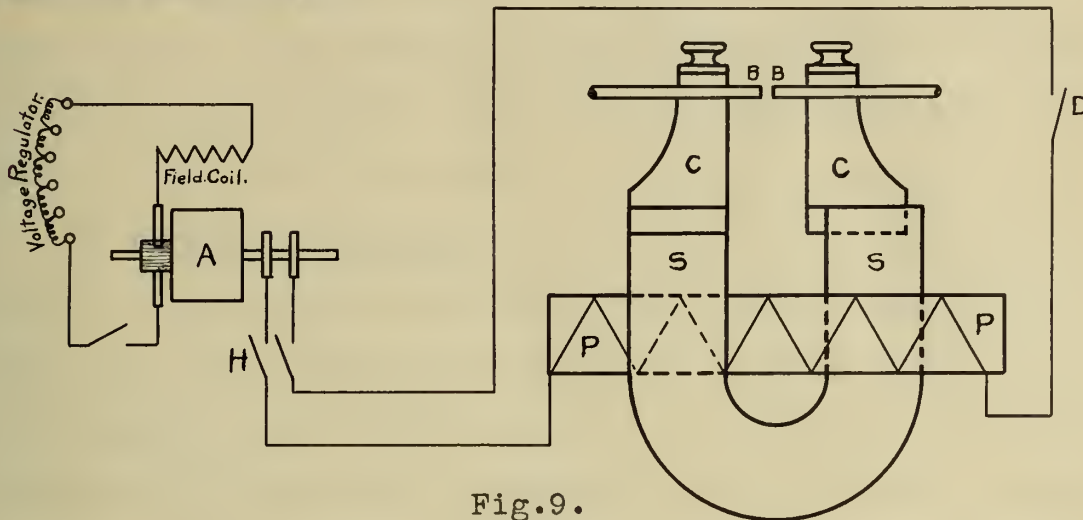 B B
D
Voltage Regulator.
Field.Coil.
C C
A
S S
H
P P
Fig.9.